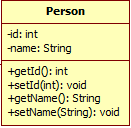 Person
-id: int
-name: String
+getId(): int
+setId(int): void
+getName(): String
+setName(String): void